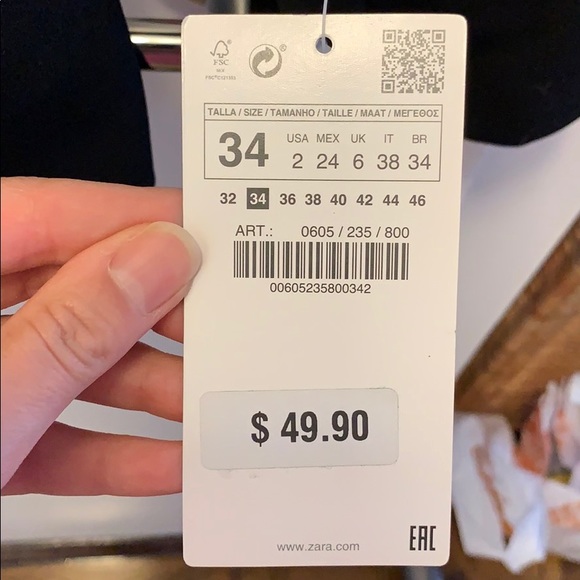 FSC
TALLA / SIZE / TAMANHO / TAILLE / MAAT / ΜΕΓΕΘΟΣ
34 USA 2 MEX 24 UK 6 IT 38 BR 34
32 34 36 38 40 42 44 46
ART.: 0605 / 235 / 800
00605235800342
$ 49.90
www.zara.com
EAC